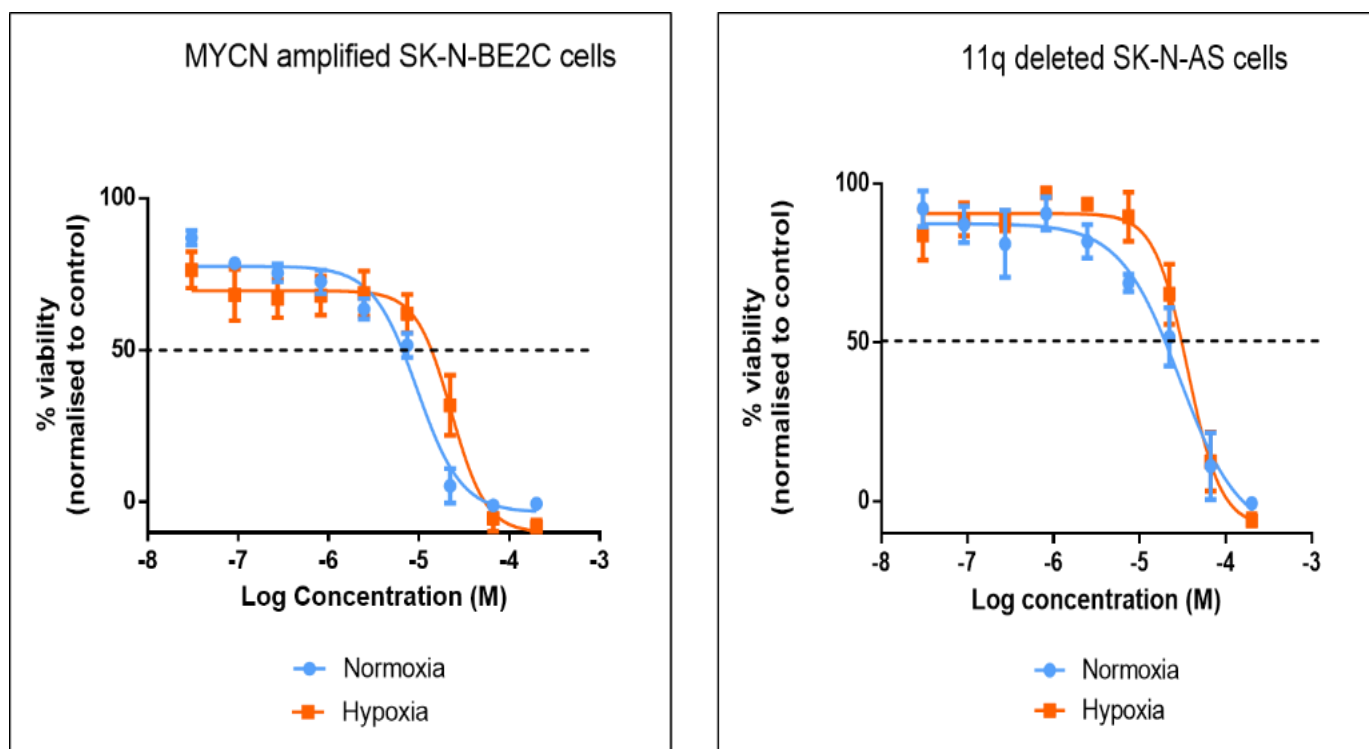 MYCN amplified SK-N-BE2C cells
% viability
(normalised to control)
100
50
0
-8 -7 -6 -5 -4 -3
Log Concentration (M)
Normoxia
Hypoxia
11q deleted SK-N-AS cells
% viability
(normalised to control)
100
50
0
-8 -7 -6 -5 -4 -3
Log concentration (M)
Normoxia
Hypoxia